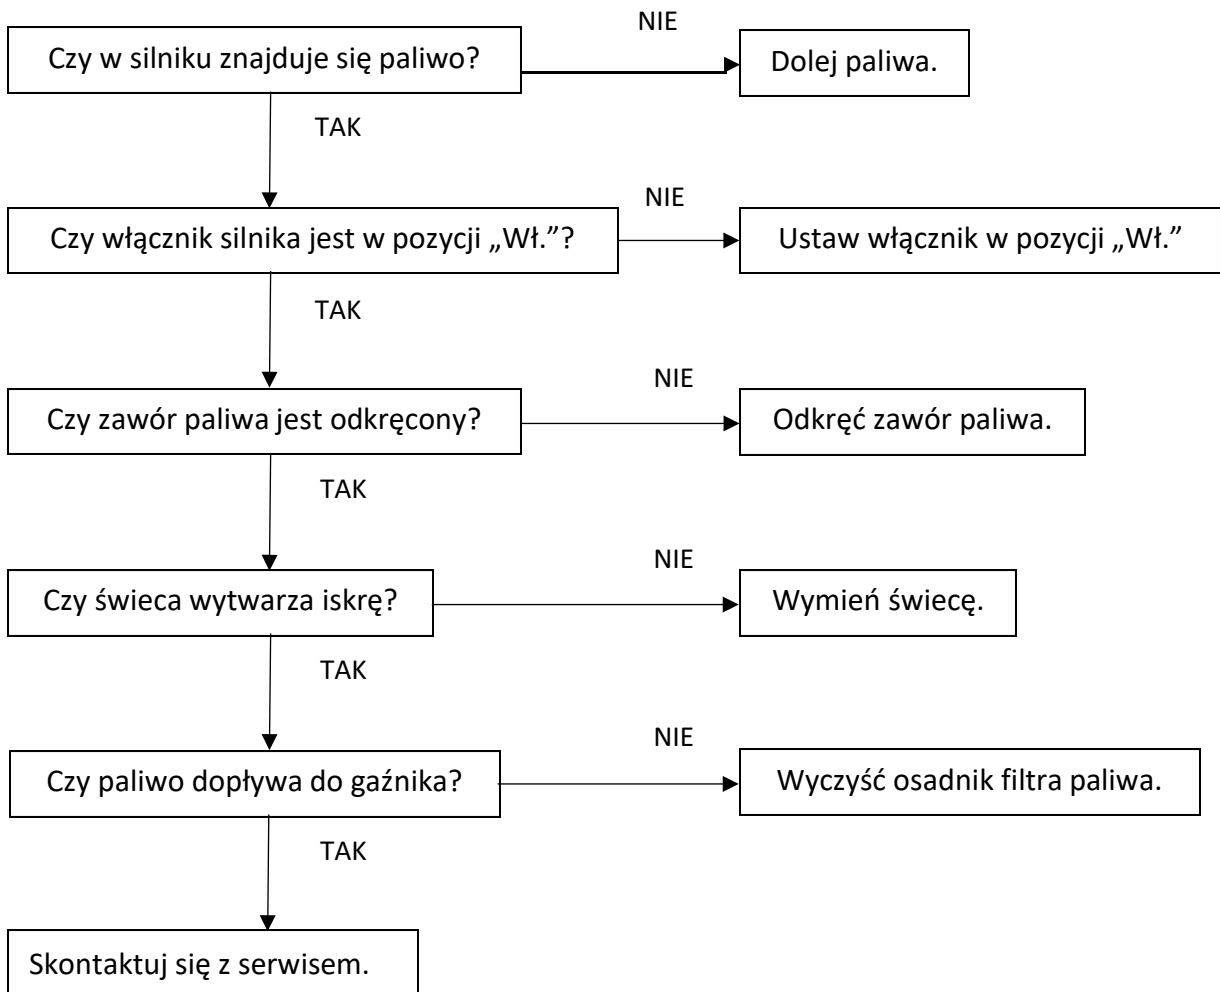 Czy w silniku znajduje się paliwo?
NIE
Dolej paliwa.
TAK
Czy włącznik silnika jest w pozycji „Wł.”?
NIE
Ustaw włącznik w pozycji „Wł.”
TAK
Czy zawór paliwa jest odkręcony?
NIE
Odkręć zawór paliwa.
TAK
Czy świeca wytwarza iskrę?
NIE
Wymień świecę.
TAK
Czy paliwo dopływa do gaźnika?
NIE
Wyczyść osadnik filtra paliwa.
TAK
Skontaktuj się z serwisem.